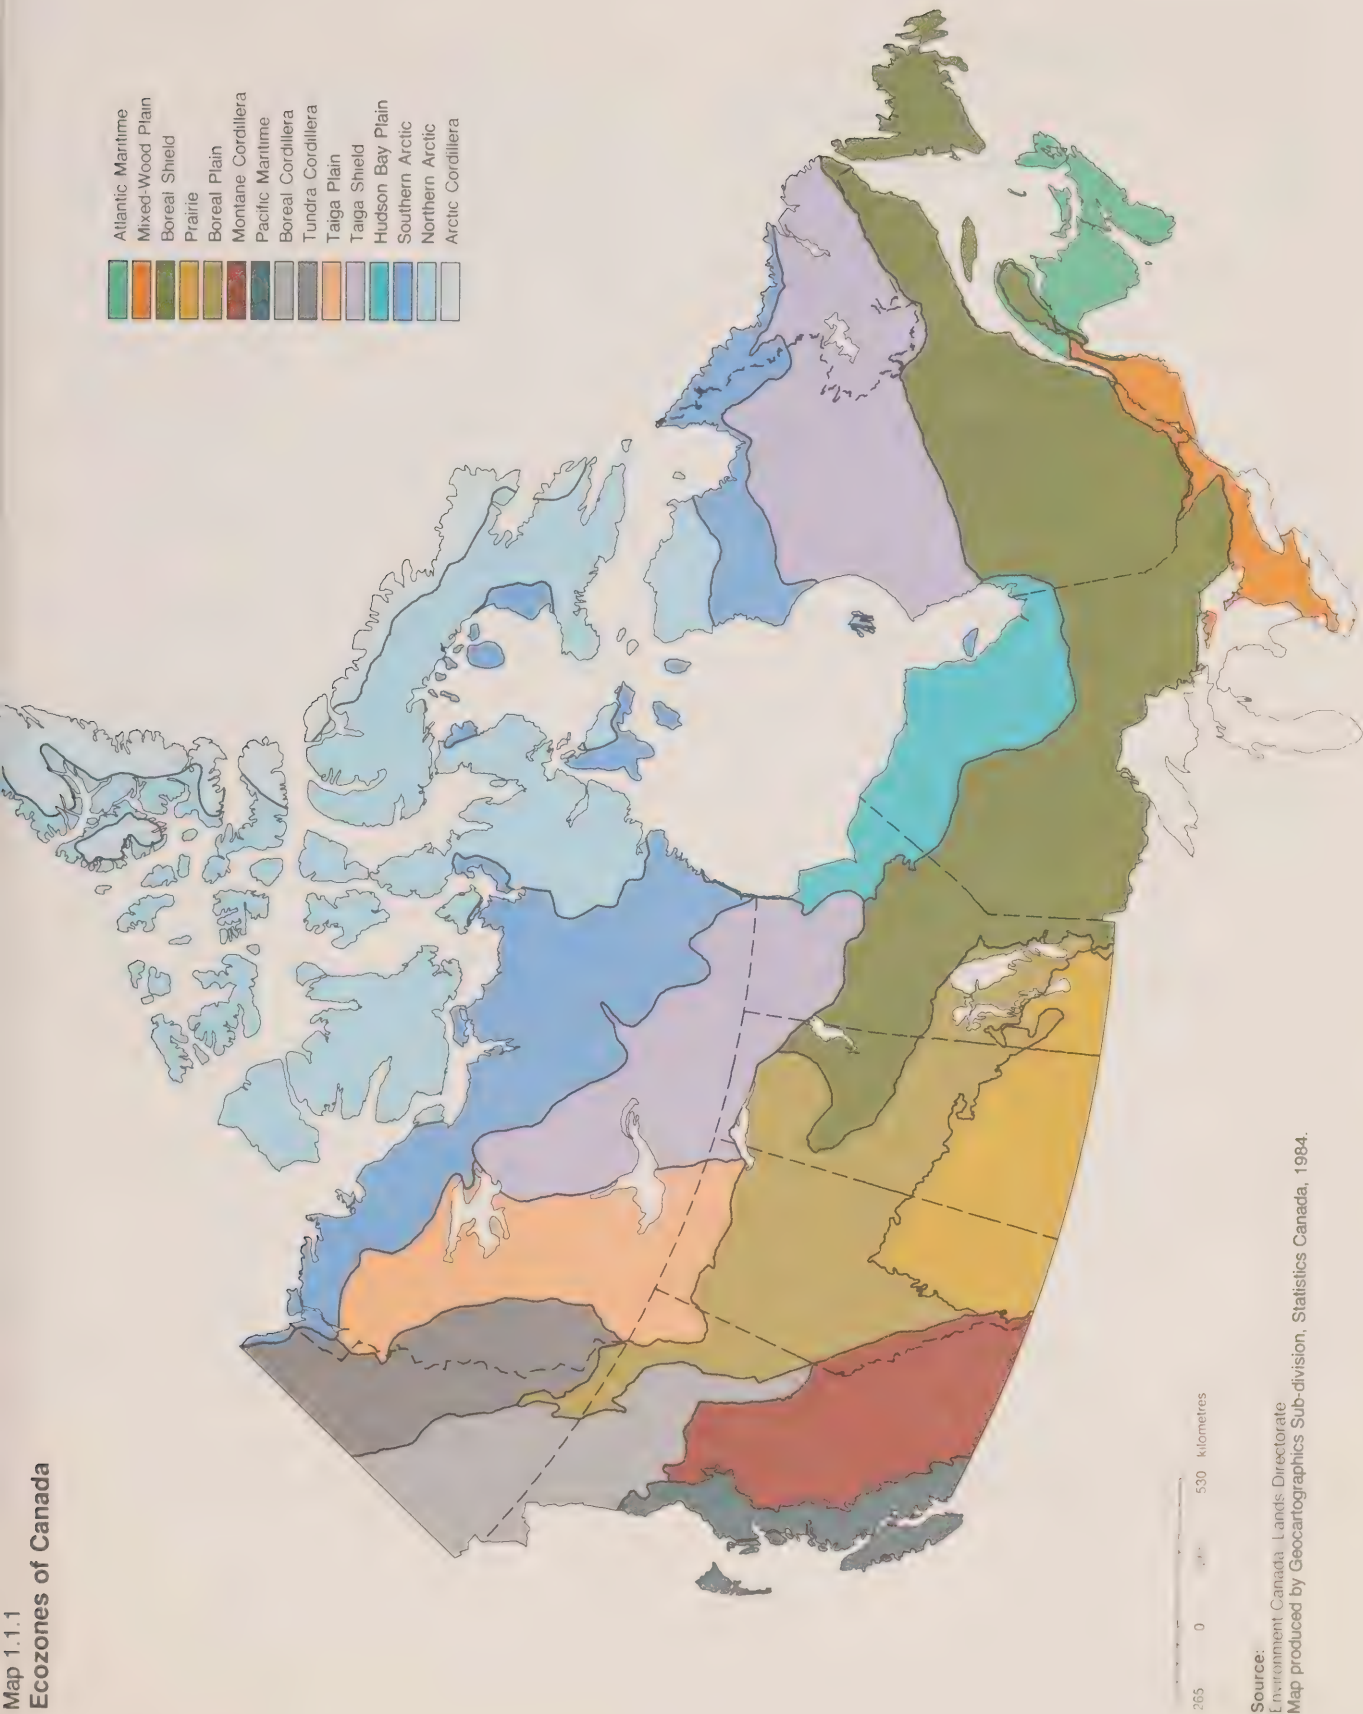 Map 1.1.1
Ecozones of Canada
Atlantic Maritime
Mixed-Wood Plain
Boreal Shield
Prairie
Boreal Plain
Montane Cordillera
Pacific Maritime
Boreal Cordillera
Tundra Cordillera
Taiga Plain
Taiga Shield
Hudson Bay Plain
Southern Arctic
Northern Arctic
Arctic Cordillera
265 0 530 kilometres
Source:
Environment Canada Lands Directorate
Map produced by Geocartographics Sub-division, Statistics Canada, 1984.